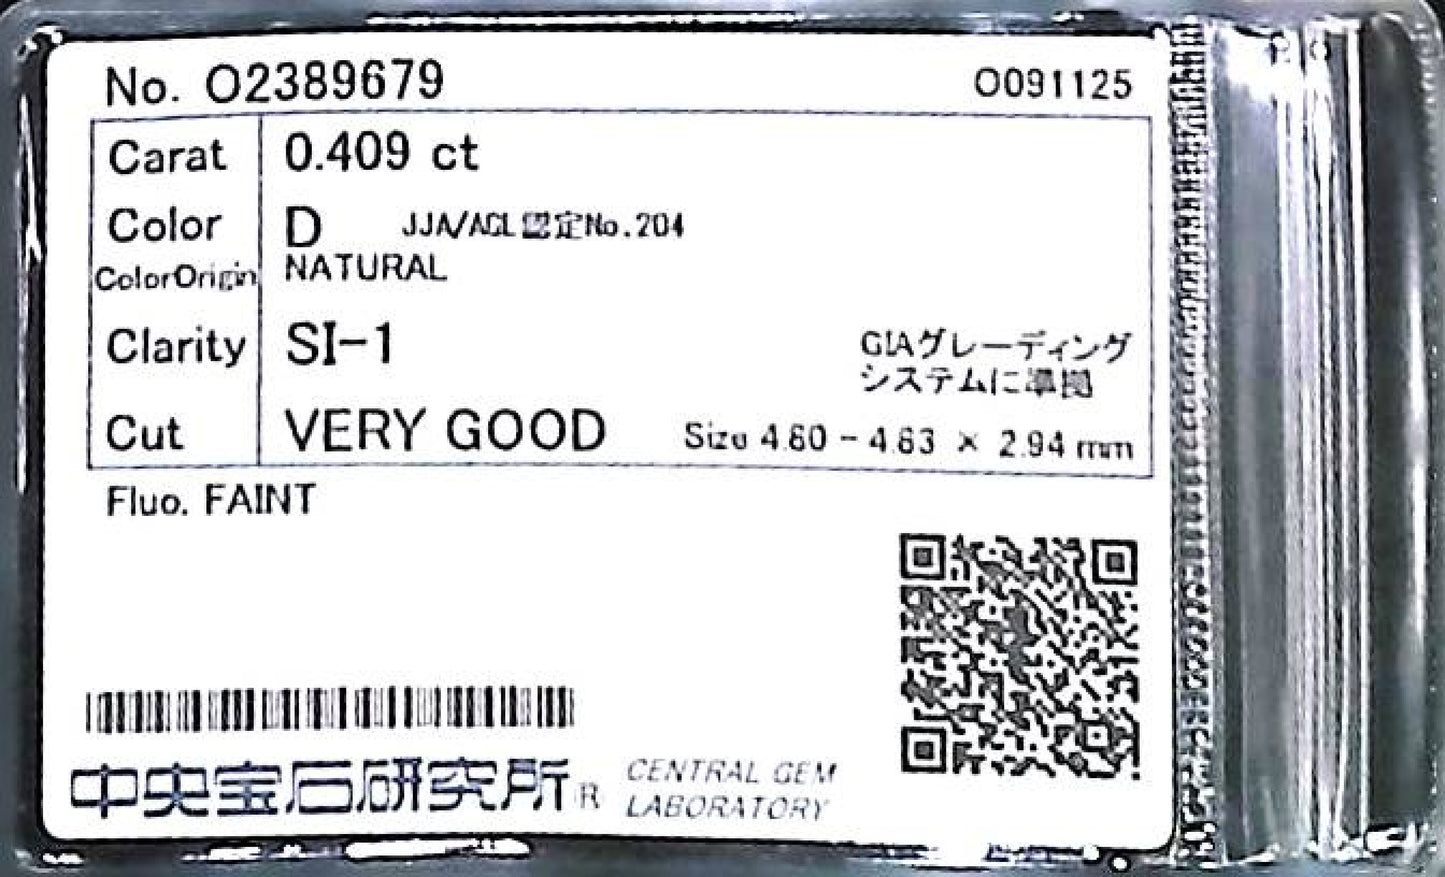 No. O2389679 O091125
Carat 0.409 ct
Color D JJA/AGL認定No.204
ColorOrigin NATURAL
Clarity SI-1 GIAグレーディング
システムに準拠
Cut VERY GOOD Size 4.60 - 4.63 × 2.94 mm
Fluo. FAINT
中央宝石研究所® CENTRAL GEM
LABORATORY